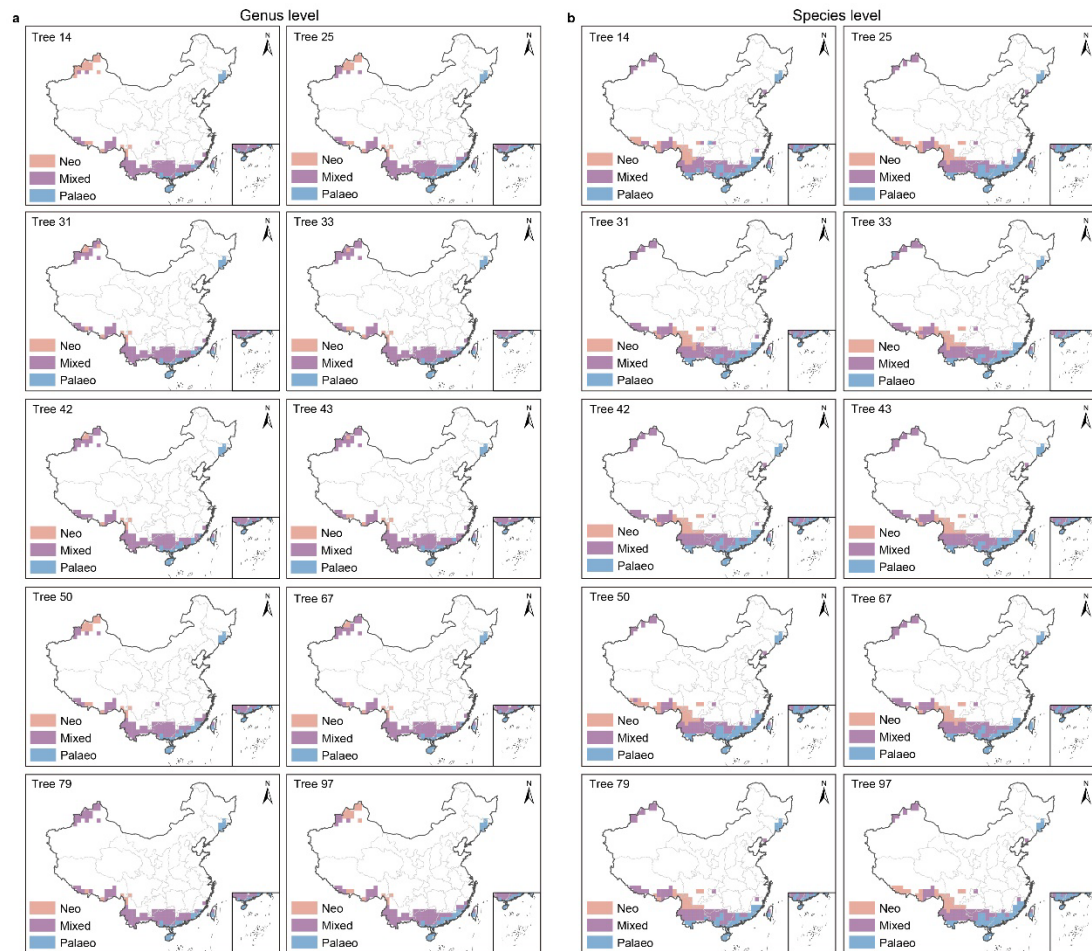 a Genus level b Species level
Tree 14 N Tree 25 N Tree 14 N Tree 25 N
Neo Neo Neo Neo
Mixed Mixed Mixed Mixed
Palaeo Palaeo Palaeo Palaeo
Tree 31 N Tree 33 N Tree 31 N Tree 33 N
Neo Neo Neo Neo
Mixed Mixed Mixed Mixed
Palaeo Palaeo Palaeo Palaeo
Tree 42 N Tree 43 N Tree 42 N Tree 43 N
Neo Neo Neo Neo
Mixed Mixed Mixed Mixed
Palaeo Palaeo Palaeo Palaeo
Tree 50 N Tree 67 N Tree 50 N Tree 67 N
Neo Neo Neo Neo
Mixed Mixed Mixed Mixed
Palaeo Palaeo Palaeo Palaeo
Tree 79 N Tree 97 N Tree 79 N Tree 97 N
Neo Neo Neo Neo
Mixed Mixed Mixed Mixed
Palaeo Palaeo Palaeo Palaeo